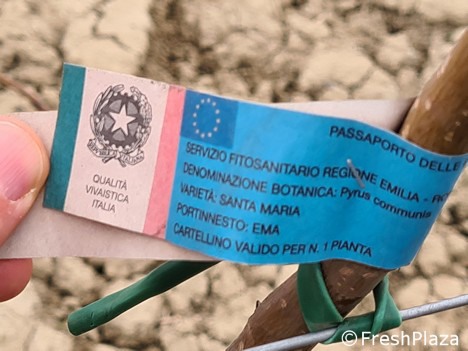 PASSAPORTO DELLE
SERVIZIO FITOSANITARIO REGIONE EMILIA -
DENOMINAZIONE BOTANICA: Pyrus communis
VARIETÀ: SANTA MARIA
PORTINNESTO: EMA
CARTELLINO VALIDO PER N. 1 PIANTA
QUALITÀ
VIVAISTICA
ITALIA
©FreshPlaza